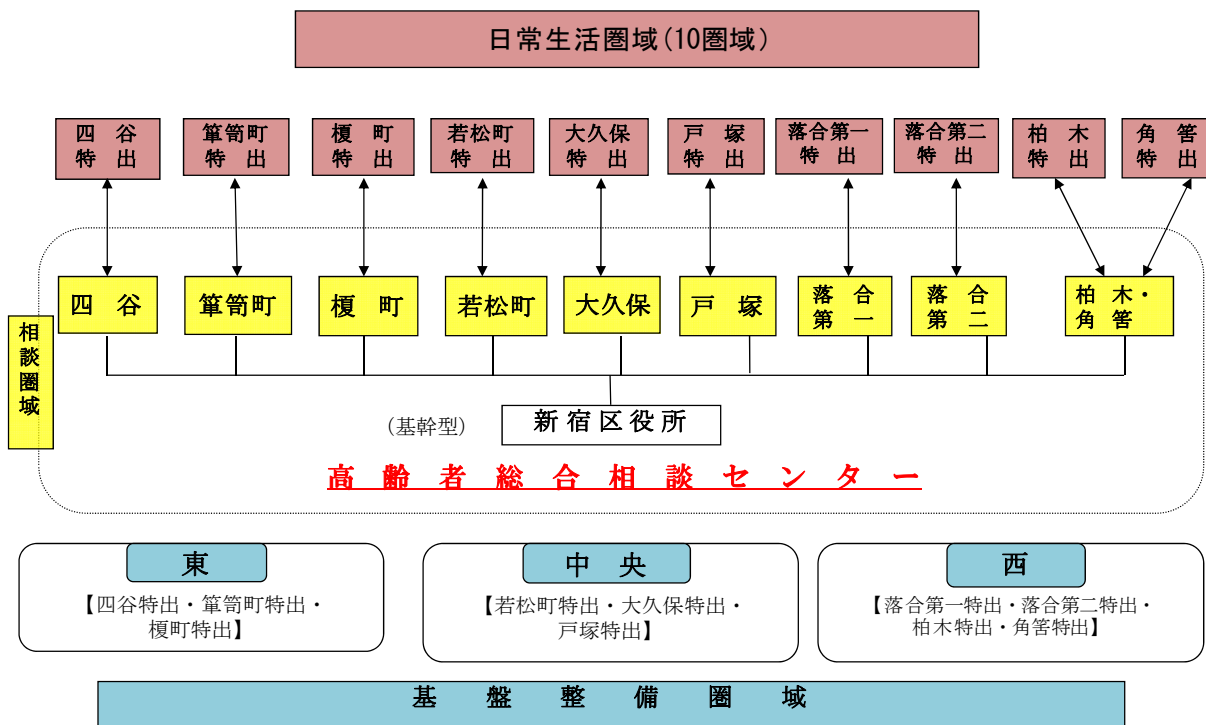 日常生活圏域(10圏域)
四谷
特出
箪笥町
特出
榎町
特出
若松町
特出
大久保
特出
戸塚
特出
落合第一
特出
落合第二
特出
柏木
特出
角筈
特出
相談圏域
四谷
箪笥町
榎町
若松町
大久保
戸塚
落合
第一
落合
第二
柏木・
角筈
(基幹型)
新宿区役所
高齢者総合相談センター
東
【四谷特出・箪笥町特出・
榎町特出】
中央
【若松町特出・大久保特出・
戸塚特出】
西
【落合第一特出・落合第二特出・
柏木特出・角筈特出】
基盤整備圏域